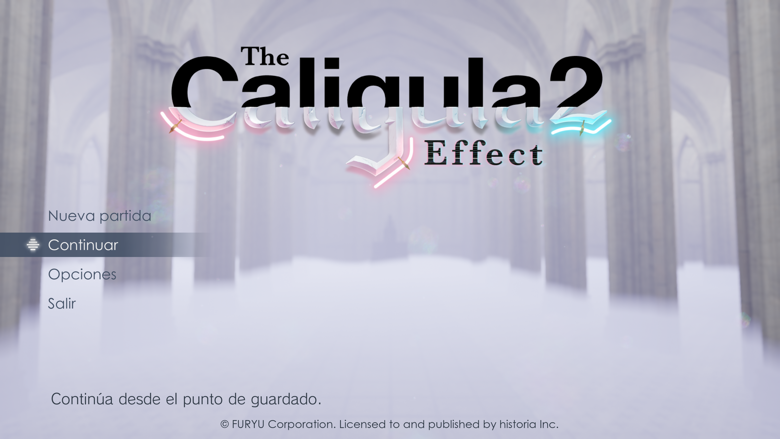 The
Caligula2
Effect
Nueva partida
Continuar
Opciones
Salir
Continúa desde el punto de guardado.
© FURYU Corporation. Licensed to and published by historia Inc.